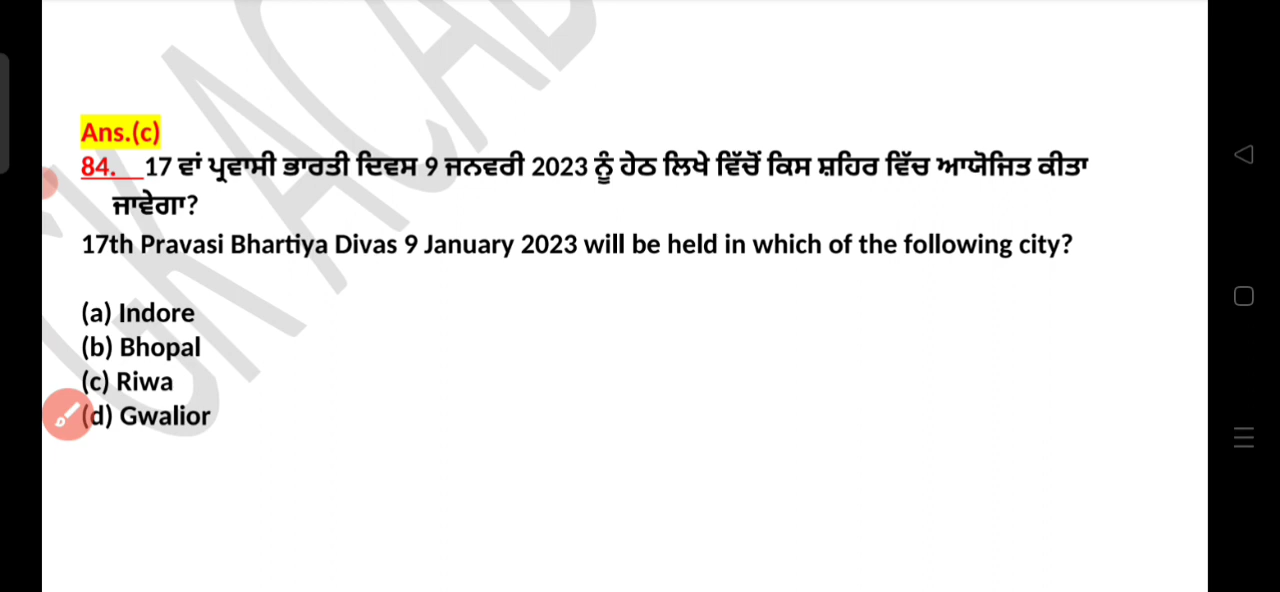 Ans.(c)
84. 17 ਵਾਂ ਪ੍ਰਵਾਸੀ ਭਾਰਤੀ ਦਿਵਸ 9 ਜਨਵਰੀ 2023 ਨੂੰ ਹੇਠ ਲਿਖੇ ਵਿੱਚੋਂ ਕਿਸ ਸ਼ਹਿਰ ਵਿੱਚ ਆਯੋਜਿਤ ਕੀਤਾ
ਜਾਵੇਗਾ?
17th Pravasi Bhartiya Divas 9 January 2023 will be held in which of the following city?
(a) Indore
(b) Bhopal
(c) Riwa
(d) Gwalior